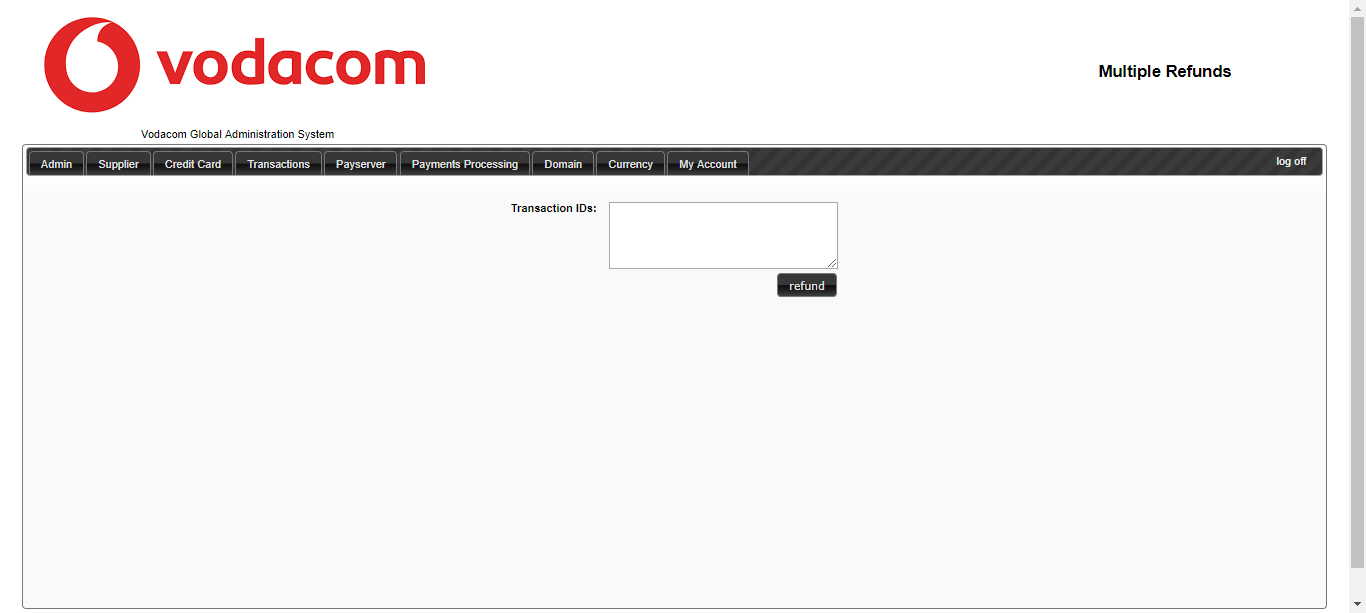 vodacom
Multiple Refunds
Vodacom Global Administration System
Admin Supplier Credit Card Transactions Payserver Payments Processing Domain Currency My Account log off
Transaction IDs:
refund